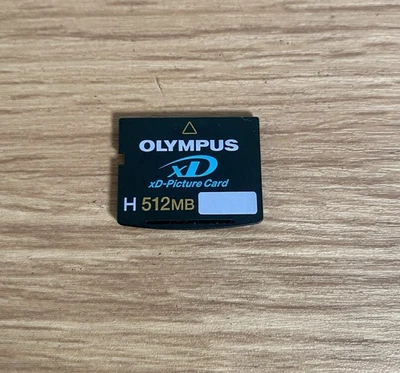 OLYMPUS
xD
xD-Picture Card
H 512MB